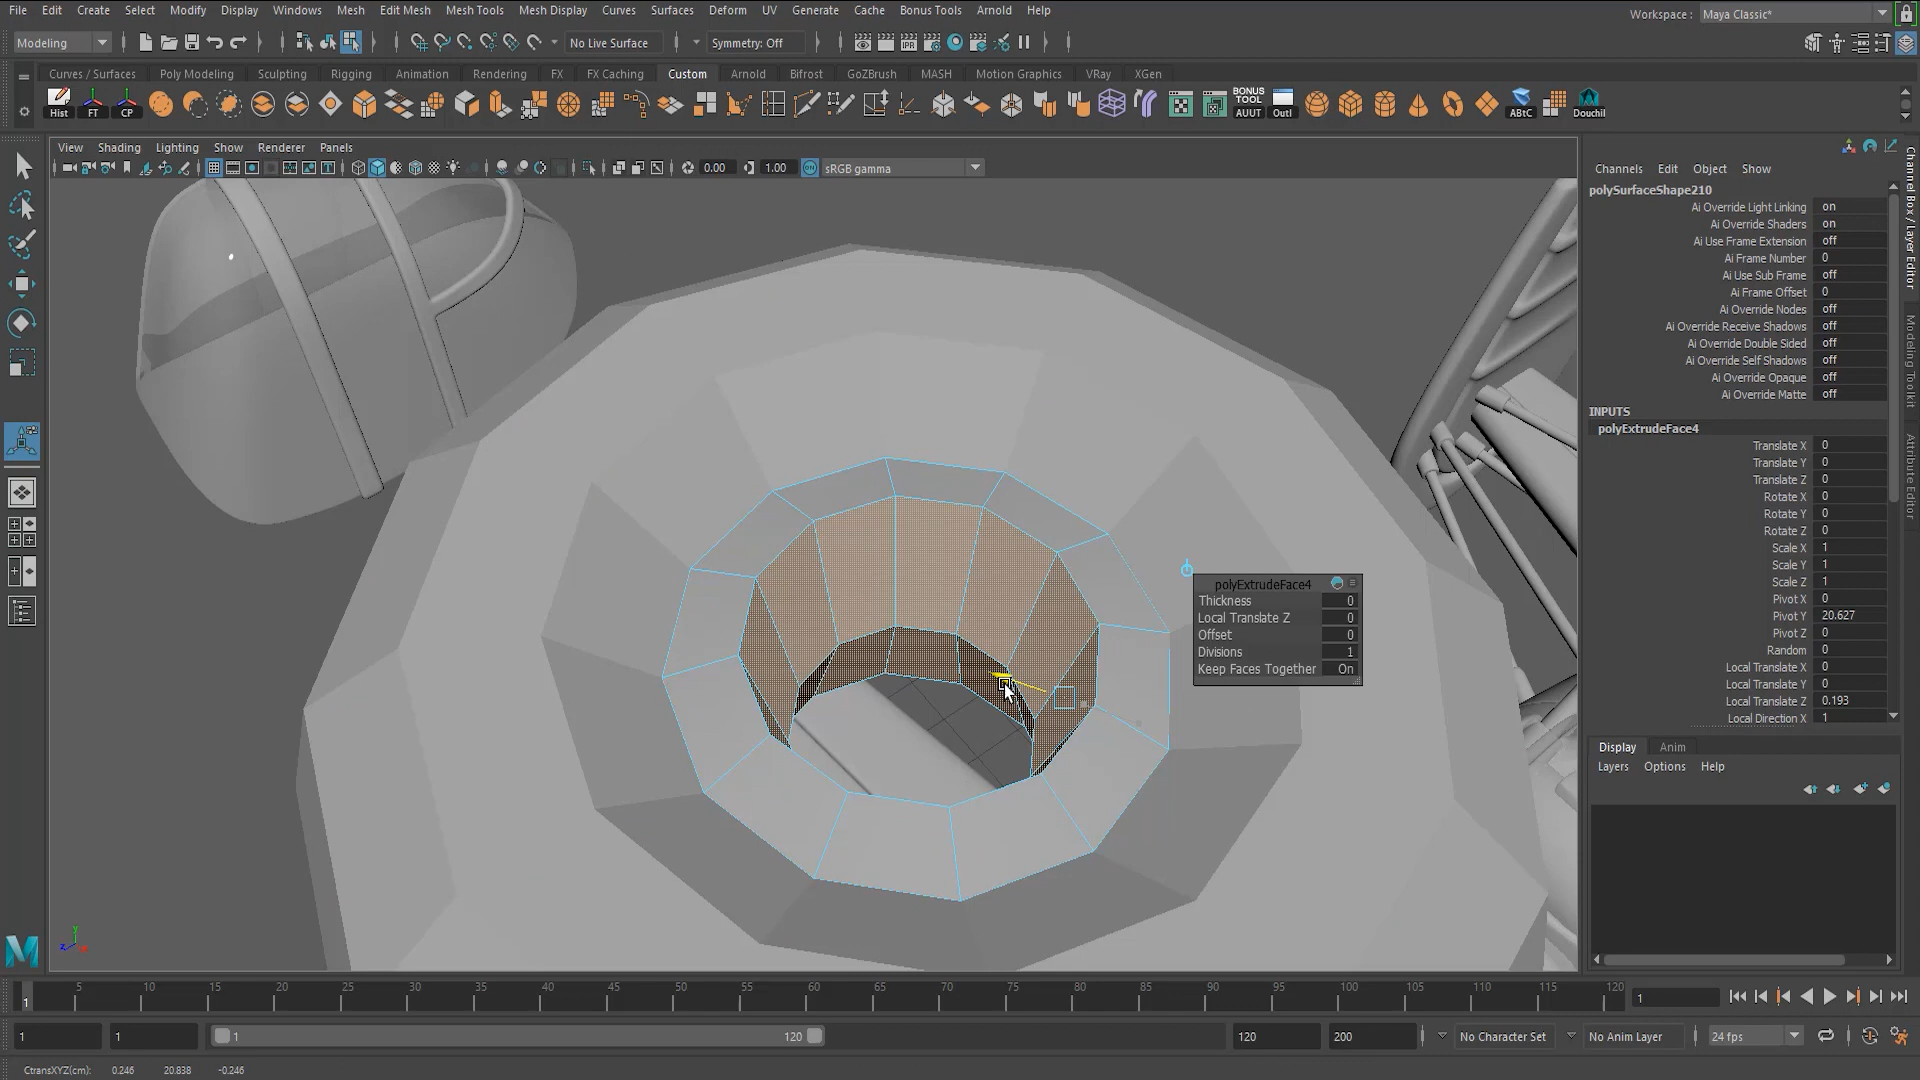 File Edit Create Select Modify Display Windows Mesh Edit Mesh Mesh Tools Mesh Display Curves Surfaces Deform UV Generate Cache Bonus Tools Arnold Help
Workspace : Maya Classic*
Modeling No Live Surface Symmetry: Off
Curves / Surfaces Poly Modeling Sculpting Rigging Animation Rendering FX FX Caching Custom Arnold Bifrost GoZBrush MASH Motion Graphics VRay XGen
BONUS TOOL
Hist FT CP AUUT Outl ABtC Douchil
View Shading Lighting Show Renderer Panels
0.00 1.00 sRGB gamma
Channels Edit Object Show
polySurfaceShape210
Ai Override Light Linking on
Ai Override Shaders on
Ai Use Frame Extension off
Ai Frame Number 0
Ai Use Sub Frame off
Ai Frame Offset 0
Ai Override Nodes off
Ai Override Receive Shadows off
Ai Override Double Sided off
Ai Override Self Shadows off
Ai Override Opaque off
Ai Override Matte off
INPUTS
polyExtrudeFace4
Translate X 0
Translate Y 0
Translate Z 0
Rotate X 0
Rotate Y 0
Rotate Z 0
Scale X 1
Scale Y 1
Scale Z 1
Pivot X 0
Pivot Y 20.627
Pivot Z 0
Random 0
Local Translate X 0
Local Translate Y 0
Local Translate Z 0.193
Local Direction X 1
Channel Box / Layer Editor
Modeling Toolkit
Attribute Editor
polyExtrudeFace4
Thickness 0
Local Translate Z 0
Offset 0
Divisions 1
Keep Faces Together On
Display Anim
Layers Options Help
y
z
5 10 15 20 25 30 35 40 45 50 55 60 65 70 75 80 85 90 95 100 105 110 115 120
1 1
1 1 1 120 120 200 No Character Set No Anim Layer 24 fps
CtransXYZ(cm): 0.246 20.838 -0.246